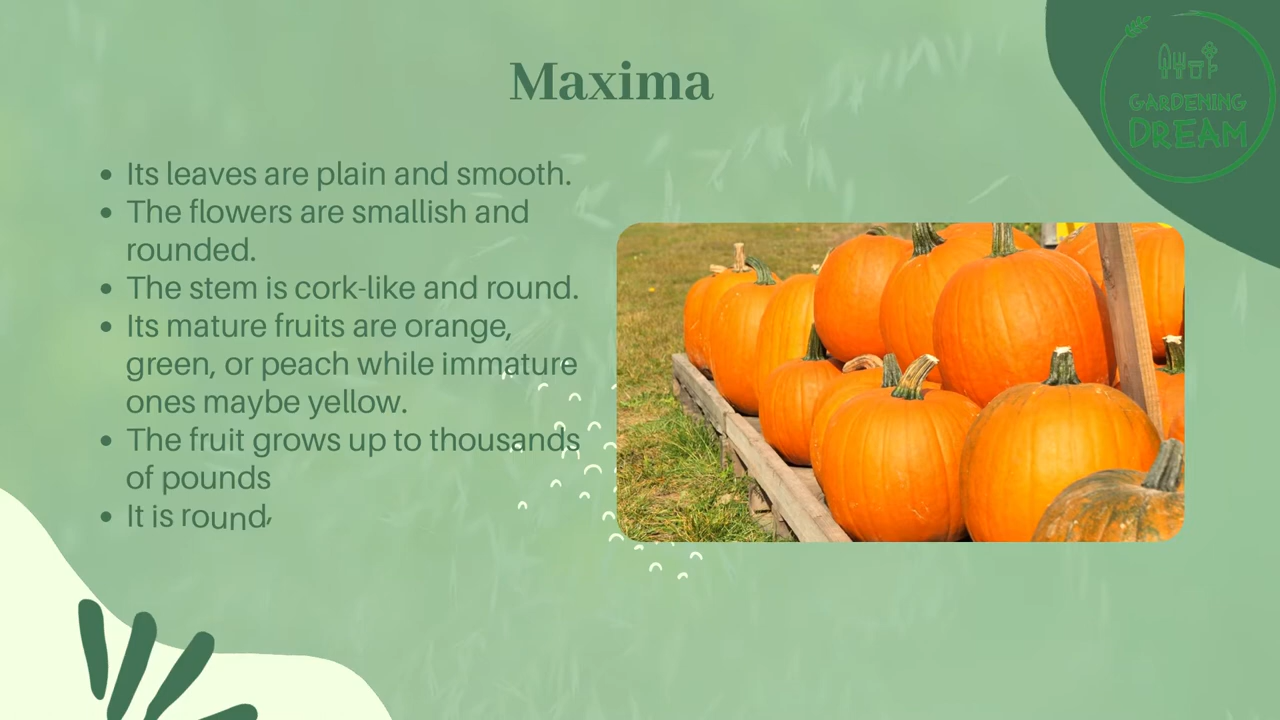 Maxima
GARDENING
DREAM
Its leaves are plain and smooth.
The flowers are smallish and
rounded.
The stem is cork-like and round.
Its mature fruits are orange,
green, or peach while immature
ones maybe yellow.
The fruit grows up to thousands
of pounds
It is round,